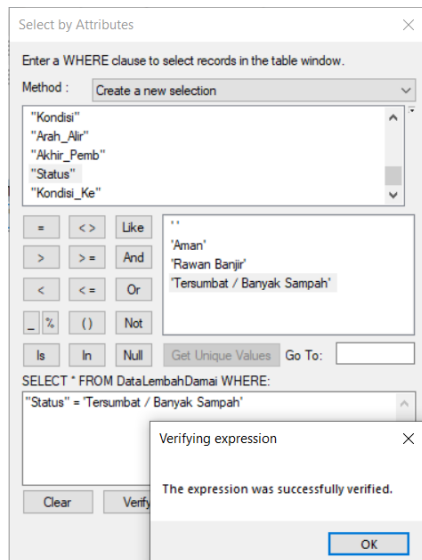 Select by Attributes
Enter a WHERE clause to select records in the table window.
Method : Create a new selection
"Kondisi"
"Arah_Alir"
"Akhir_Pemb"
"Status"
"Kondisi_Ke"
= < > Like
> > = And
< < = Or
_ % () Not
Is In Null
' '
'Aman'
'Rawan Banjir'
'Tersumbat / Banyak Sampah'
Get Unique Values Go To:
SELECT * FROM DataLembahDamai WHERE:
"Status" = 'Tersumbat / Banyak Sampah'
Clear Verify
Verifying expression
The expression was successfully verified.
OK